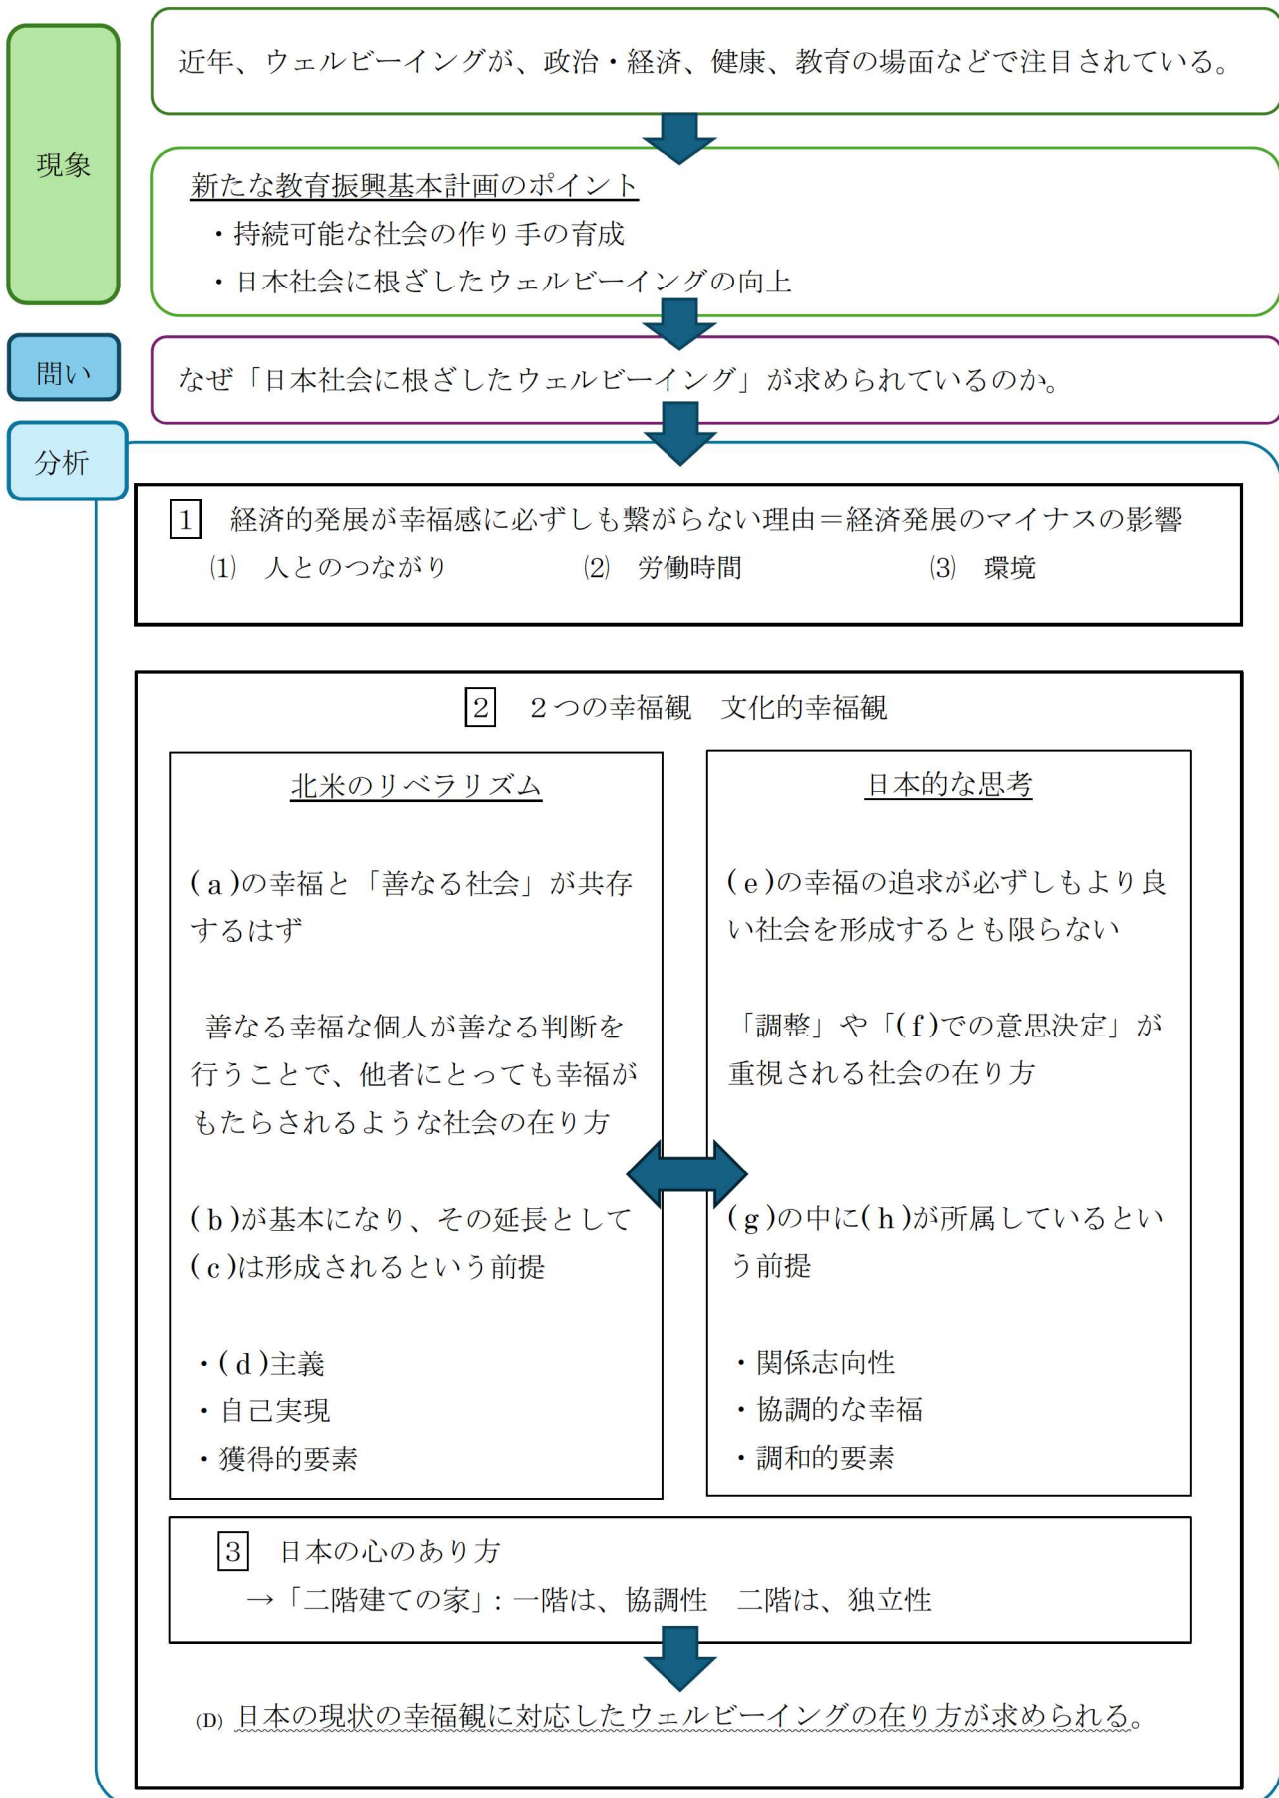 現象
近年、ウェルビーイングが、政治・経済、健康、教育の場面などで注目されている。
新たな教育振興基本計画のポイント
・持続可能な社会の作り手の育成
・日本社会に根ざしたウェルビーイングの向上
問い
なぜ「日本社会に根ざしたウェルビーイング」が求められているのか。
分析
1 経済的発展が幸福感に必ずしも繋がらない理由＝経済発展のマイナスの影響
⑴ 人とのつながり ⑵ 労働時間 ⑶ 環境
2 ２つの幸福観 文化的幸福観
北米のリベラリズム
(a)の幸福と「善なる社会」が共存
するはず
善なる幸福な個人が善なる判断を
行うことで、他者にとっても幸福が
もたらされるような社会の在り方
(b)が基本になり、その延長として
(c)は形成されるという前提
・(d)主義
・自己実現
・獲得的要素
日本的な思考
(e)の幸福の追求が必ずしもより良
い社会を形成するとも限らない
「調整」や「(f)での意思決定」が
重視される社会の在り方
(g)の中に(h)が所属しているとい
う前提
・関係志向性
・協調的な幸福
・調和的要素
3 日本の心のあり方
→「二階建ての家」: 一階は、協調性 二階は、独立性
(D) 日本の現状の幸福観に対応したウェルビーイングの在り方が求められる。